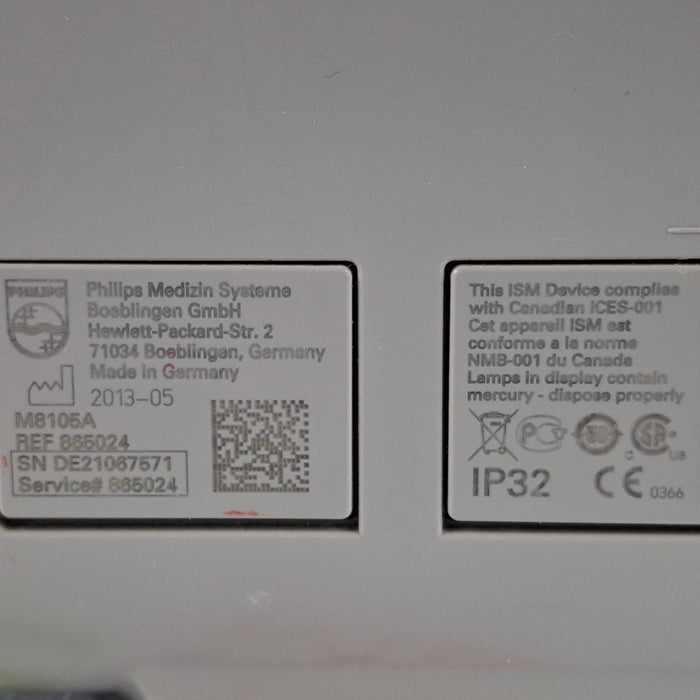 PHILIPS
Philips Medizin Systeme
Boeblingen GmbH
Hewlett-Packard-Str. 2
71034 Boeblingen, Germany
Made in Germany
2013-05
M8105A
REF 865024
SN DE21067571
Service# 865024
This ISM Device complies
with Canadian ICES-001
Cet appareil ISM est
conforme a la norme
NMB-001 du Canada
Lamps in display contain
mercury - dispose properly
30
C US
IP32 CE 0366